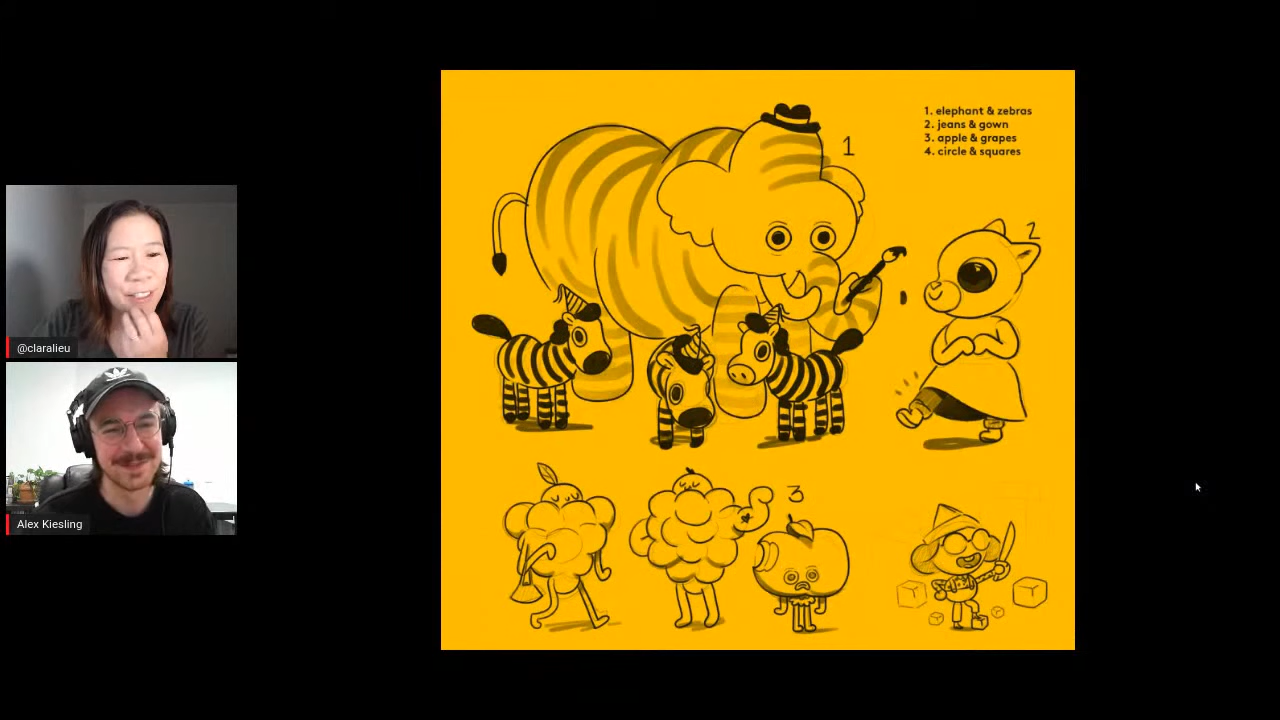 1. elephant & zebras
2. jeans & gown
3. apple & grapes
4. circle & squares
1
2
3
@claralieu
Alex Kiesling